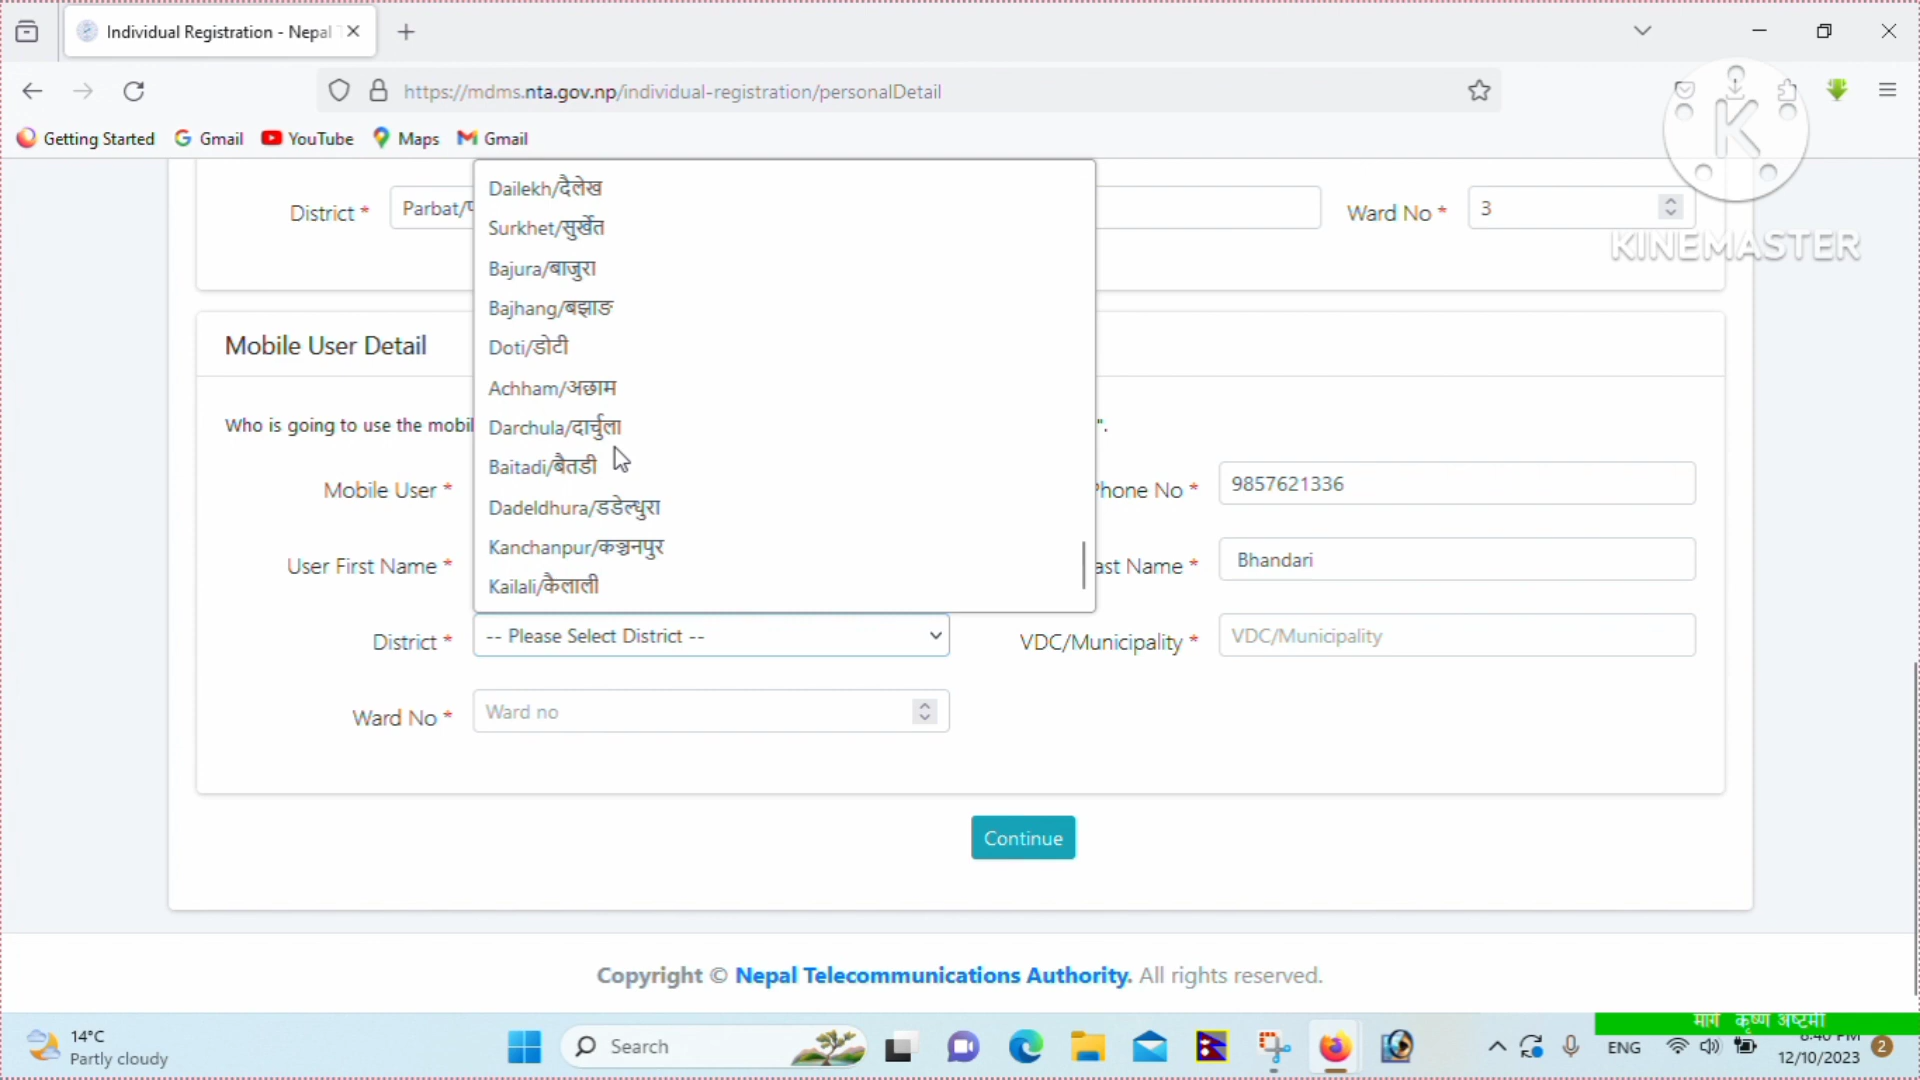 Individual Registration - Nepal
https://mdms.nta.gov.np/individual-registration/personalDetail
Getting Started
Gmail
YouTube
Maps
Gmail
K
KINEMASTER
District *
Parbat/
Ward No *
3
Dailekh/दैलेख
Surkhet/सुर्खेत
Bajura/बाजुरा
Bajhang/बझाङ
Doti/डोटी
Achham/अछाम
Darchula/दार्चुला
Baitadi/बैतडी
Dadeldhura/डडेल्धुरा
Kanchanpur/कञ्चनपुर
Kailali/कैलाली
Mobile User Detail
Who is going to use the mobil
".
Mobile User *
Phone No *
9857621336
User First Name *
ast Name *
Bhandari
District *
-- Please Select District --
VDC/Municipality *
VDC/Municipality
Ward No *
Ward no
Continue
Copyright © Nepal Telecommunications Authority. All rights reserved.
मार्ग कृष्ण अष्टमी
14°C
Partly cloudy
Search
ENG
12/10/2023
2